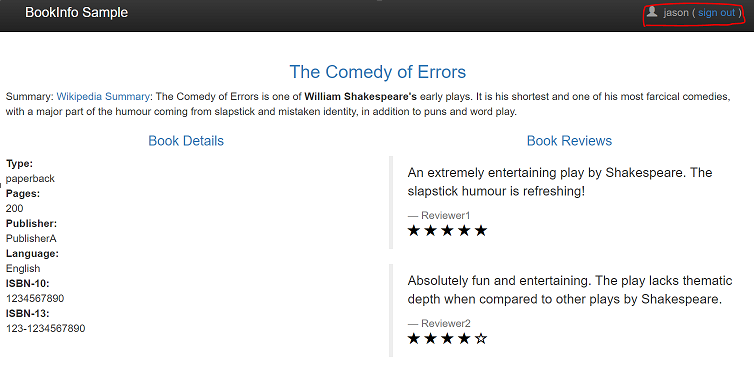 BookInfo Sample
jason ( sign out )
The Comedy of Errors
Summary: Wikipedia Summary: The Comedy of Errors is one of William Shakespeare's early plays. It is his shortest and one of his most farcical comedies,
with a major part of the humour coming from slapstick and mistaken identity, in addition to puns and word play.
Book Details
Type:
paperback
Pages:
200
Publisher:
PublisherA
Language:
English
ISBN-10:
1234567890
ISBN-13:
123-1234567890
Book Reviews
An extremely entertaining play by Shakespeare. The
slapstick humour is refreshing!
— Reviewer1
★★★★★
Absolutely fun and entertaining. The play lacks thematic
depth when compared to other plays by Shakespeare.
— Reviewer2
★★★★☆